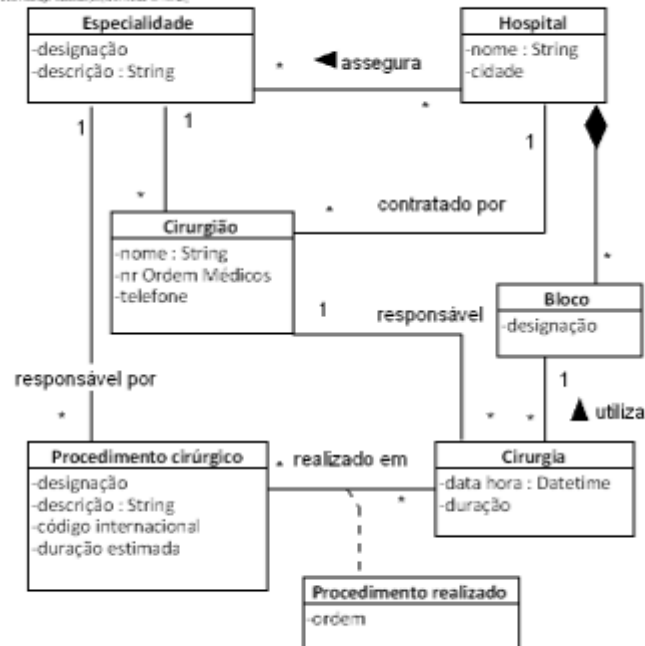 Especialidade
-designação
-descrição : String
Hospital
-nome : String
-cidade
* ◀ assegura
*
1
1
1
*
* contratado por
Cirurgião
-nome : String
-nr Ordem Médicos
-telefone
*
Bloco
-designação
1
responsável
1
▲ utiliza
responsável por
*
*
*
Procedimento cirúrgico
-designação
-descrição : String
-código internacional
-duração estimada
* realizado em
*
Cirurgia
-data hora : Datetime
-duração
Procedimento realizado
-ordem